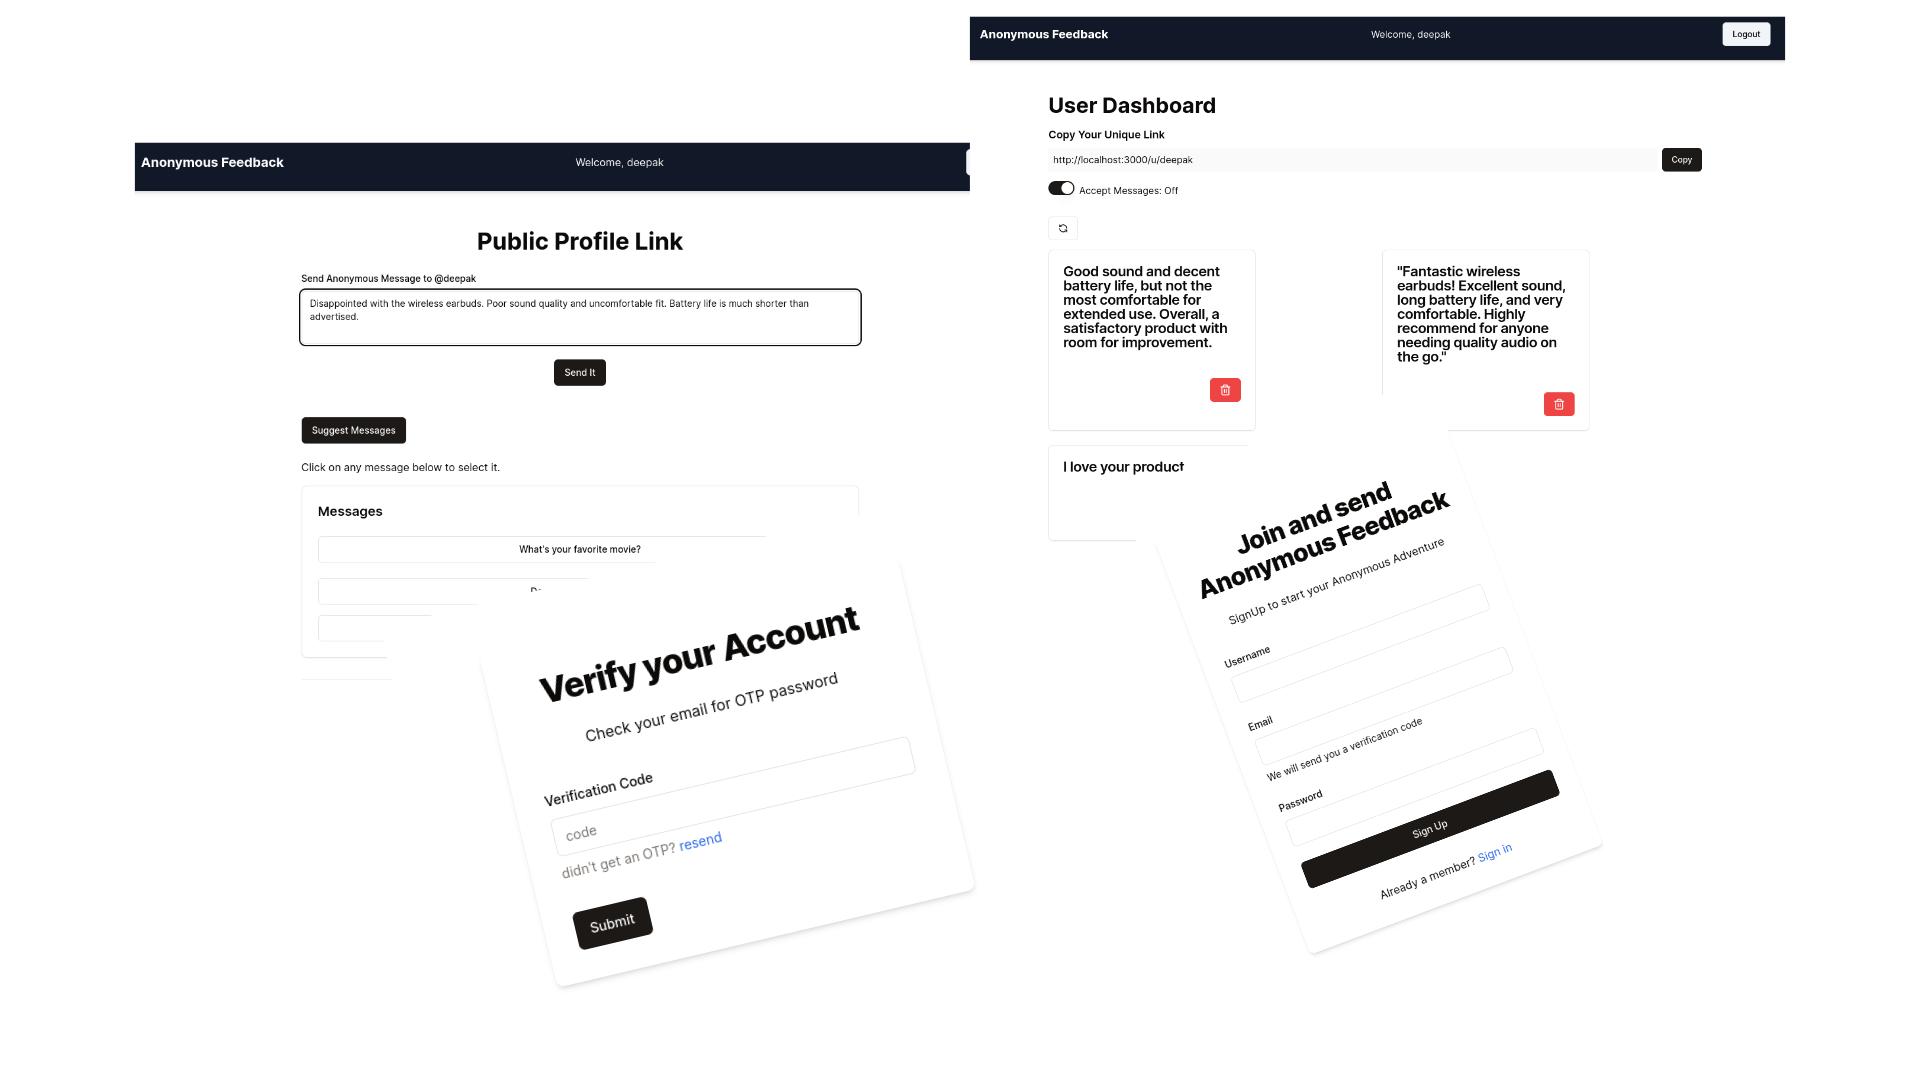 Anonymous Feedback
Welcome, deepak
Public Profile Link
Send Anonymous Message to @deepak
Disappointed with the wireless earbuds. Poor sound quality and uncomfortable fit. Battery life is much shorter than
advertised.
Send It
Suggest Messages
Click on any message below to select it.
Messages
What's your favorite movie?
Verify your Account
Check your email for OTP password
Verification Code
code
didn't get an OTP? resend
Submit
Anonymous Feedback
Welcome, deepak
Logout
User Dashboard
Copy Your Unique Link
http://localhost:3000/u/deepak
Copy
Accept Messages: Off
Good sound and decent
battery life, but not the
most comfortable for
extended use. Overall, a
satisfactory product with
room for improvement.
"Fantastic wireless
earbuds! Excellent sound,
long battery life, and very
comfortable. Highly
recommend for anyone
needing quality audio on
the go."
I love your product
Join and send
Anonymous Feedback
SignUp to start your Anonymous Adventure
Username
Email
We will send you a verification code
Password
Sign Up
Already a member? Sign in